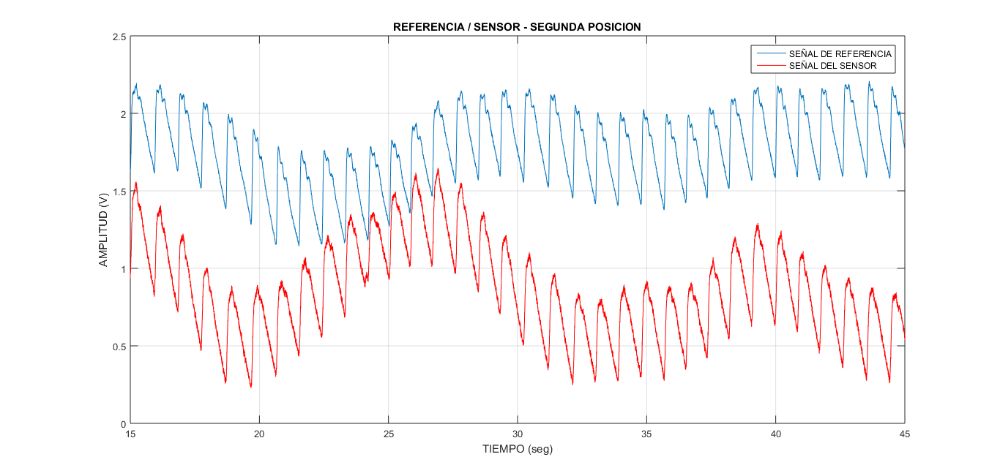 REFERENCIA / SENSOR - SEGUNDA POSICION
2.5
2
1.5
1
0.5
0
AMPLITUD (V)
SEÑAL DE REFERENCIA
SEÑAL DEL SENSOR
15 20 25 30 35 40 45
TIEMPO (seg)